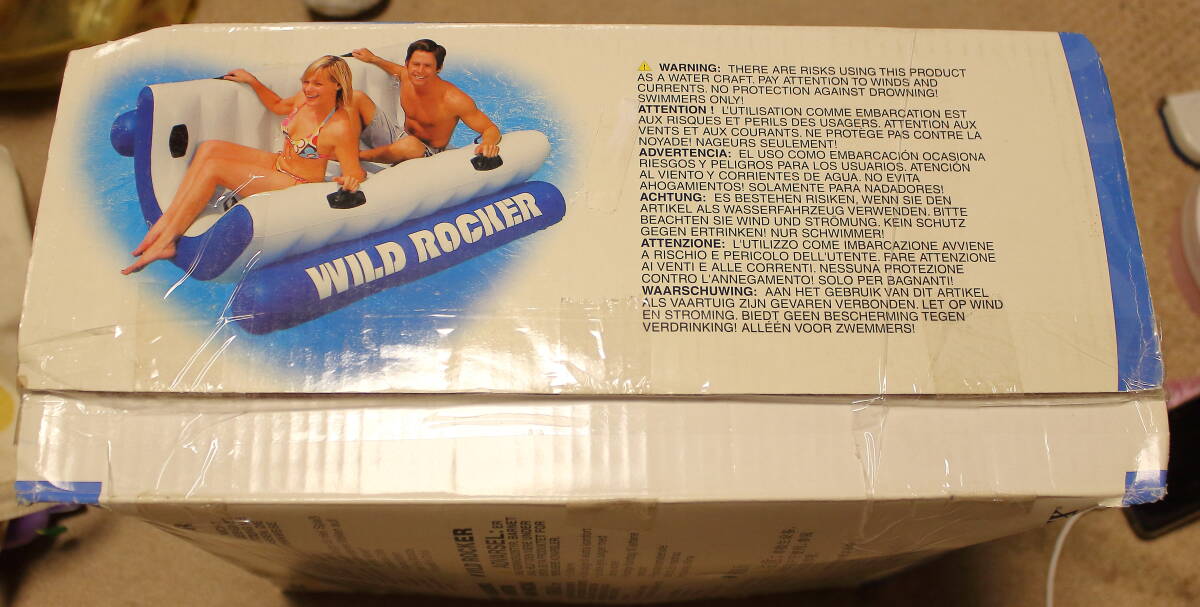 WILD ROCKER
WARNING: THERE ARE RISKS USING THIS PRODUCT
AS A WATER CRAFT. PAY ATTENTION TO WINDS AND
CURRENTS. NO PROTECTION AGAINST DROWNING!
SWIMMERS ONLY!
ATTENTION ! L'UTILISATION COMME EMBARCATION EST
AUX RISQUES ET PERILS DES USAGERS. ATTENTION AUX
VENTS ET AUX COURANTS. NE PROTÈGE PAS CONTRE LA
NOYADE! NAGEURS SEULEMENT!
ADVERTENCIA: EL USO COMO EMBARCACIÓN OCASIONA
RIESGOS Y PELIGROS PARA LOS USUARIOS. ATENCIÓN
AL VIENTO Y CORRIENTES DE AGUA. NO EVITA
AHOGAMIENTOS! SOLAMENTE PARA NADADORES!
ACHTUNG: ES BESTEHEN RISIKEN, WENN SIE DEN
ARTIKEL ALS WASSERFAHRZEUG VERWENDEN. BITTE
BEACHTEN SIE WIND UND STRÖMUNG. KEIN SCHUTZ
GEGEN ERTRINKEN! NUR SCHWIMMER!
ATTENZIONE: L'UTILIZZO COME IMBARCAZIONE AVVIENE
A RISCHIO E PERICOLO DELL'UTENTE. FARE ATTENZIONE
AI VENTI E ALLE CORRENTI. NESSUNA PROTEZIONE
CONTRO L'ANNEGAMENTO! SOLO PER BAGNANTI!
WAARSCHUWING: AAN HET GEBRUIK VAN DIT ARTIKEL
ALS VAARTUIG ZIJN GEVAREN VERBONDEN. LET OP WIND
EN STROMING. BIEDT GEEN BESCHERMING TEGEN
VERDRINKING! ALLÉÉN VOOR ZWEMMERS!
WILD ROCKER